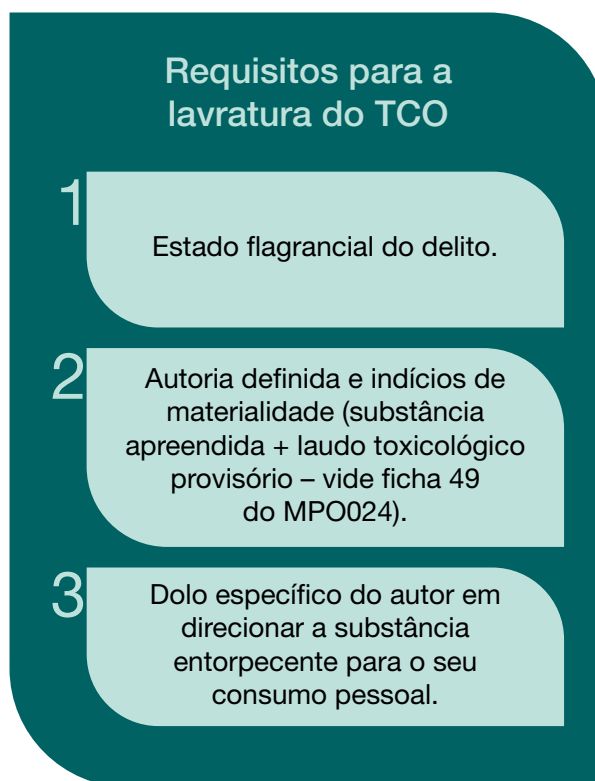 Requisitos para a
lavratura do TCO
1
Estado flagrancial do delito.
2
Autoria definida e indícios de
materialidade (substância
apreendida + laudo toxicológico
provisório – vide ficha 49
do MPO024).
3
Dolo específico do autor em
direcionar a substância
entorpecente para o seu
consumo pessoal.